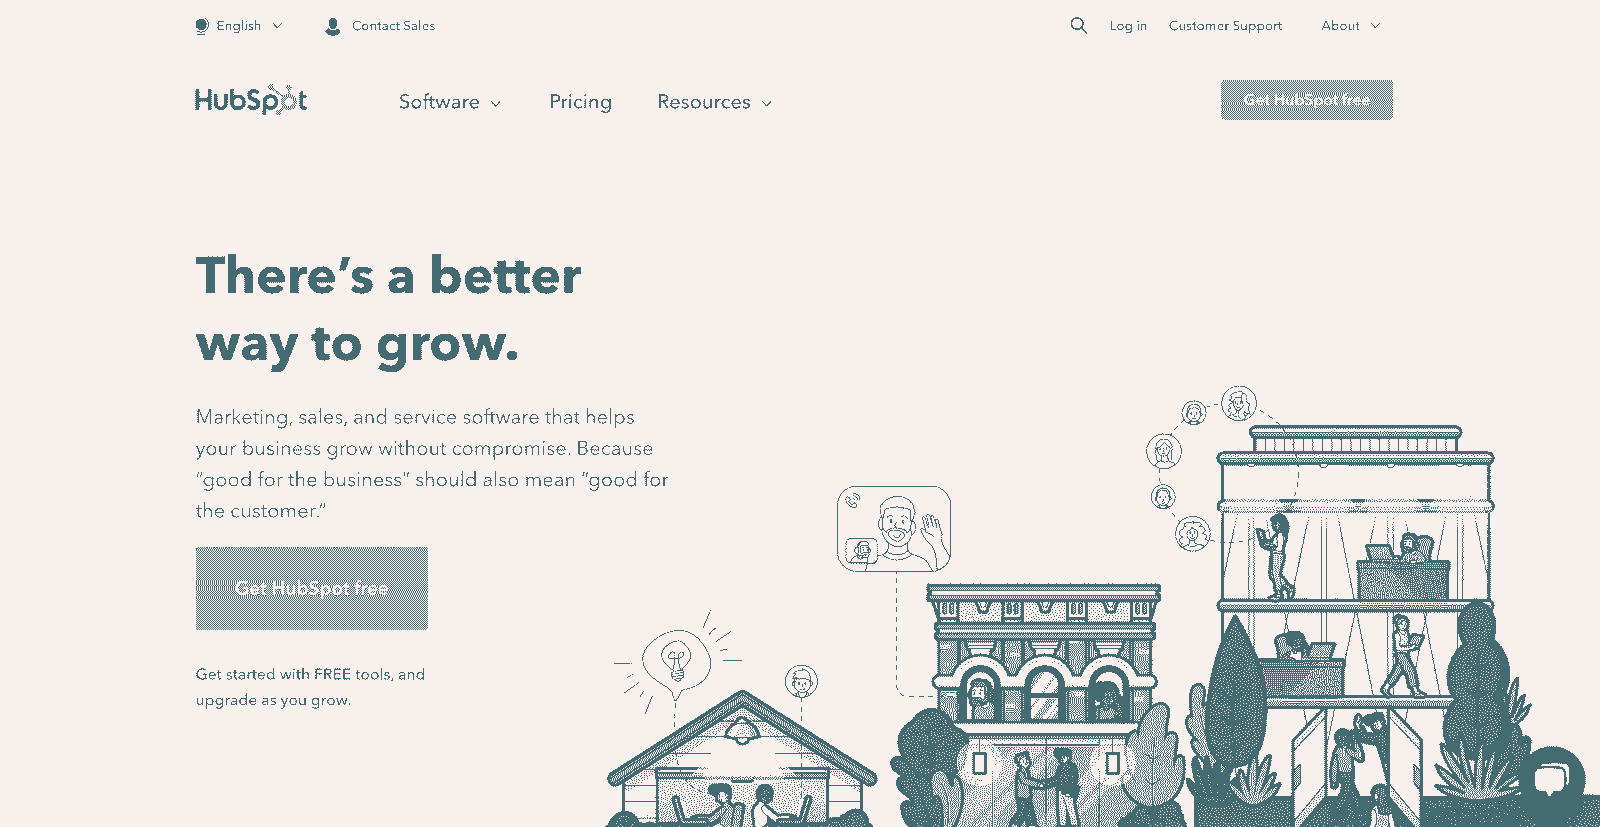 English
Contact Sales
Log in
Customer Support
About
HubSpot
Software
Pricing
Resources
Get HubSpot free
There’s a better
way to grow.
Marketing, sales, and service software that helps
your business grow without compromise. Because
“good for the business” should also mean “good for
the customer.”
Get HubSpot free
Get started with FREE tools, and
upgrade as you grow.